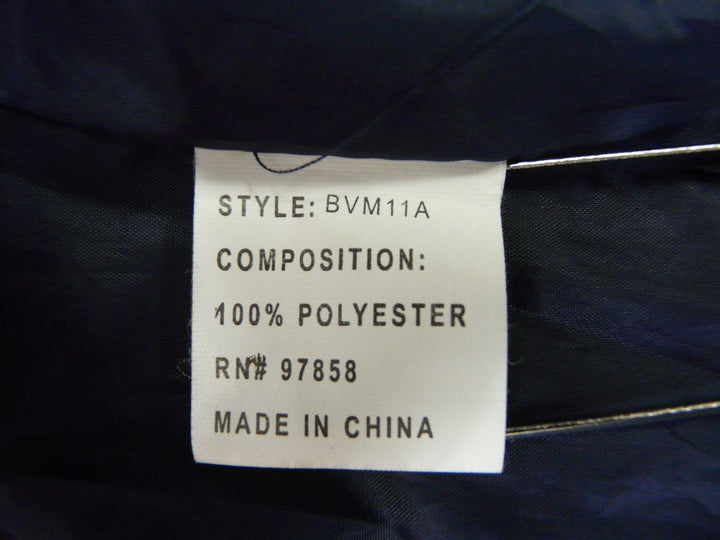 STYLE: BVM11A
COMPOSITION:
100% POLYESTER
RN# 97858
MADE IN CHINA